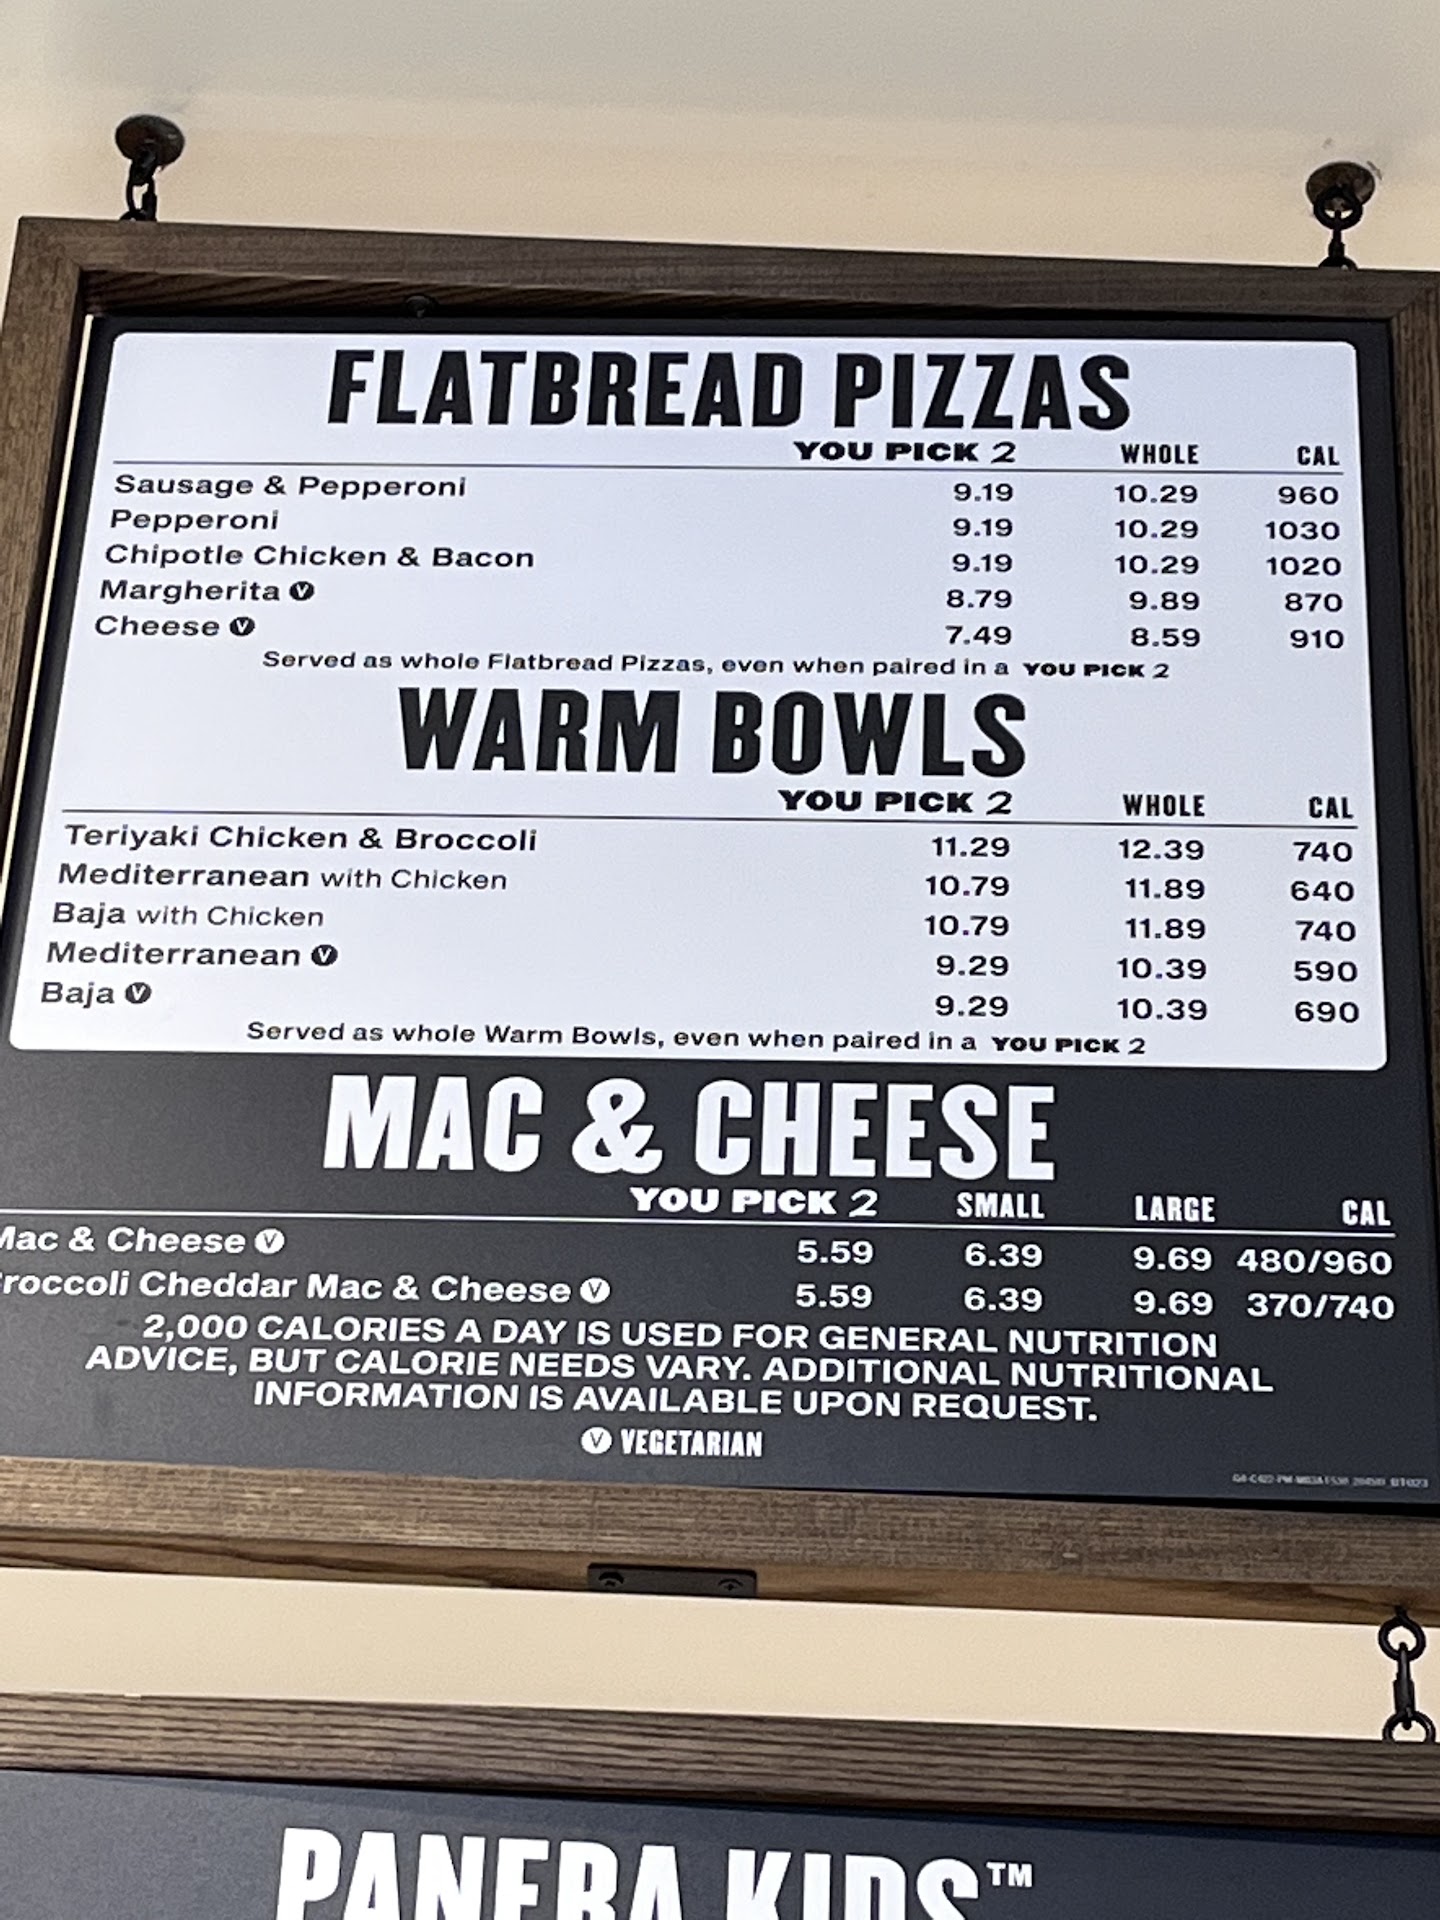 FLATBREAD PIZZAS
YOU PICK 2 WHOLE CAL
Sausage & Pepperoni 9.19 10.29 960
Pepperoni 9.19 10.29 1030
Chipotle Chicken & Bacon 9.19 10.29 1020
Margherita V 8.79 9.89 870
Cheese V 7.49 8.59 910
Served as whole Flatbread Pizzas, even when paired in a YOU PICK 2
WARM BOWLS
YOU PICK 2 WHOLE CAL
Teriyaki Chicken & Broccoli 11.29 12.39 740
Mediterranean with Chicken 10.79 11.89 640
Baja with Chicken 10.79 11.89 740
Mediterranean V 9.29 10.39 590
Baja V 9.29 10.39 690
Served as whole Warm Bowls, even when paired in a YOU PICK 2
MAC & CHEESE
YOU PICK 2 SMALL LARGE CAL
Mac & Cheese V 5.59 6.39 9.69 480/960
roccoli Cheddar Mac & Cheese V 5.59 6.39 9.69 370/740
2,000 CALORIES A DAY IS USED FOR GENERAL NUTRITION
ADVICE, BUT CALORIE NEEDS VARY. ADDITIONAL NUTRITIONAL
INFORMATION IS AVAILABLE UPON REQUEST.
V VEGETARIAN
PANERA KIDS™